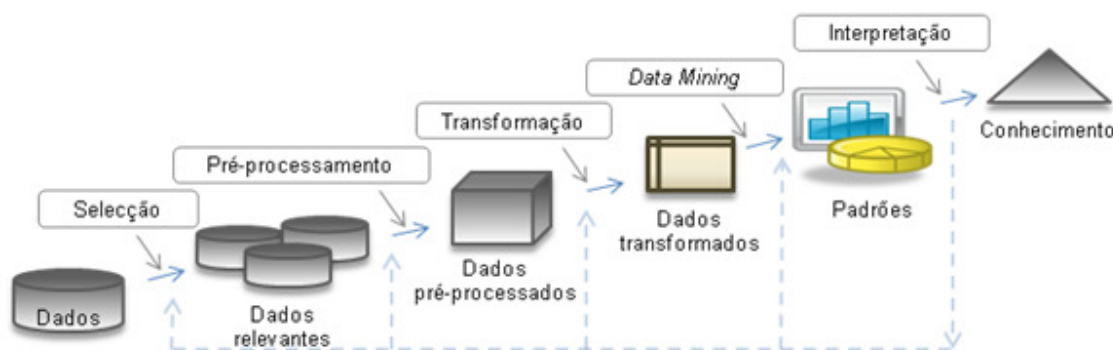 Dados
Selecção
Dados
relevantes
Pré-processamento
Dados
pré-processados
Transformação
Dados
transformados
Data Mining
Padrões
Interpretação
Conhecimento